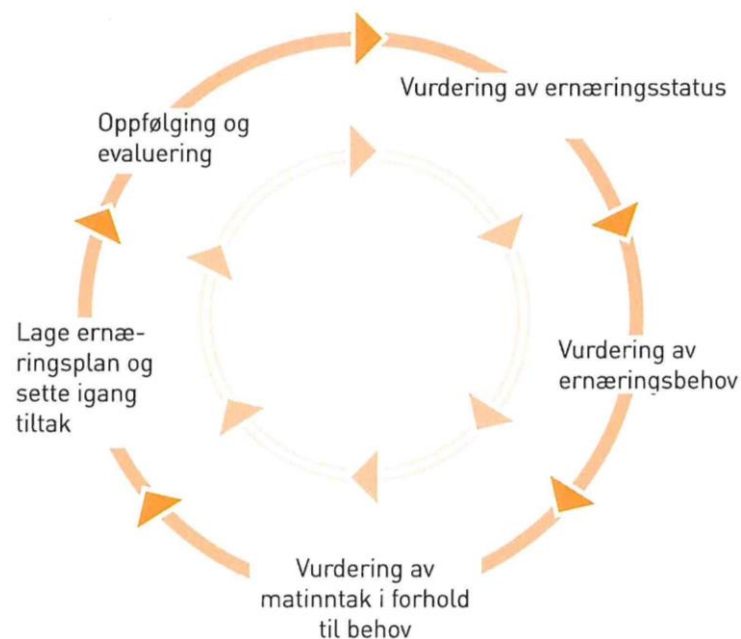 Vurdering av ernæringsstatus
Oppfølging og
evaluering
Vurdering av
ernæringsbehov
Lage ernæ-
ringsplan og
sette igang
tiltak
Vurdering av
matinntak i forhold
til behov